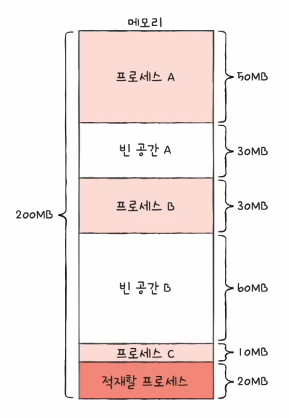 메모리
프로세스 A
50MB
빈 공간 A
30MB
프로세스 B
30MB
200MB
빈 공간 B
60MB
프로세스 C
10MB
적재할 프로세스
20MB